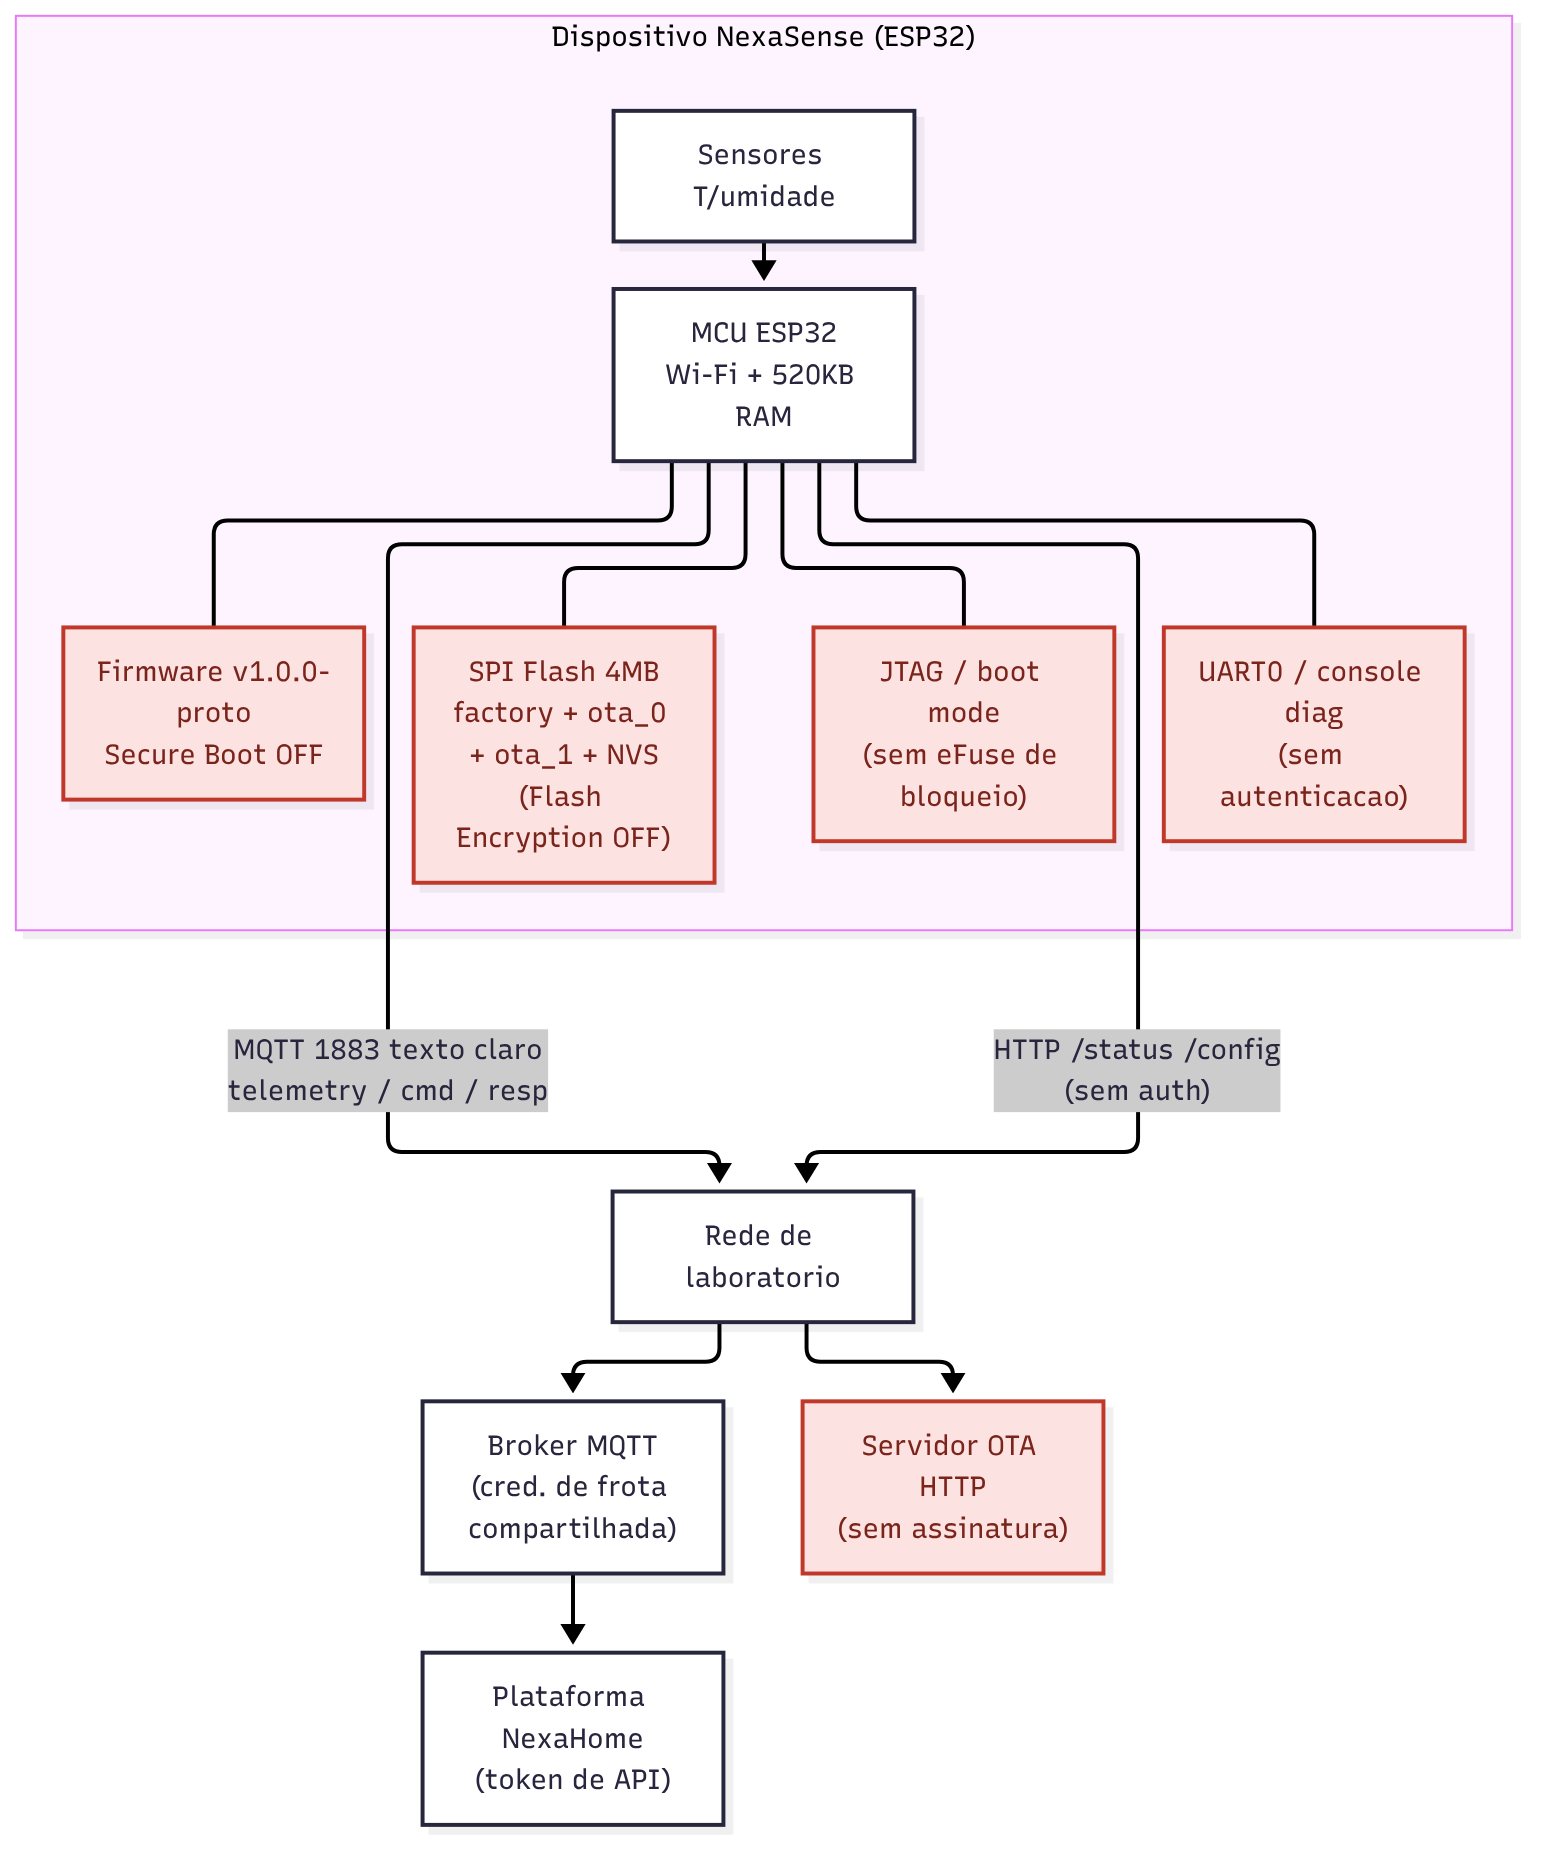 Dispositivo NexaSense (ESP32)
Sensores
T/umidade
MCU ESP32
Wi-Fi + 520KB
RAM
Firmware v1.0.0-
proto
Secure Boot OFF
SPI Flash 4MB
factory + ota_0
+ ota_1 + NVS
(Flash
Encryption OFF)
JTAG / boot
mode
(sem eFuse de
bloqueio)
UART0 / console
diag
(sem
autenticacao)
MQTT 1883 texto claro
telemetry / cmd / resp
HTTP /status /config
(sem auth)
Rede de
laboratorio
Broker MQTT
(cred. de frota
compartilhada)
Servidor OTA
HTTP
(sem assinatura)
Plataforma
NexaHome
(token de API)